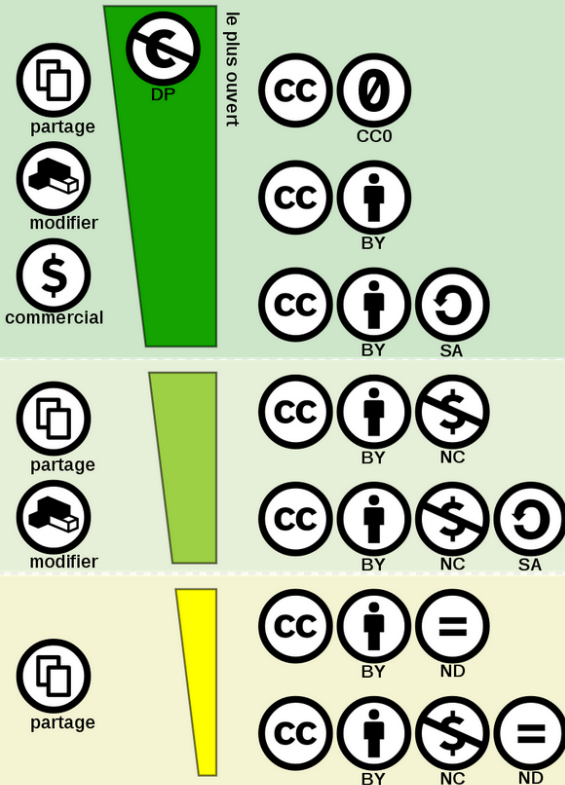 le plus ouvert
DP
partage
modifier
commercial
cc 0
CC0
cc
BY
cc
BY SA
partage
modifier
cc $
BY NC
cc $
BY NC SA
partage
cc =
BY ND
cc $ =
BY NC ND